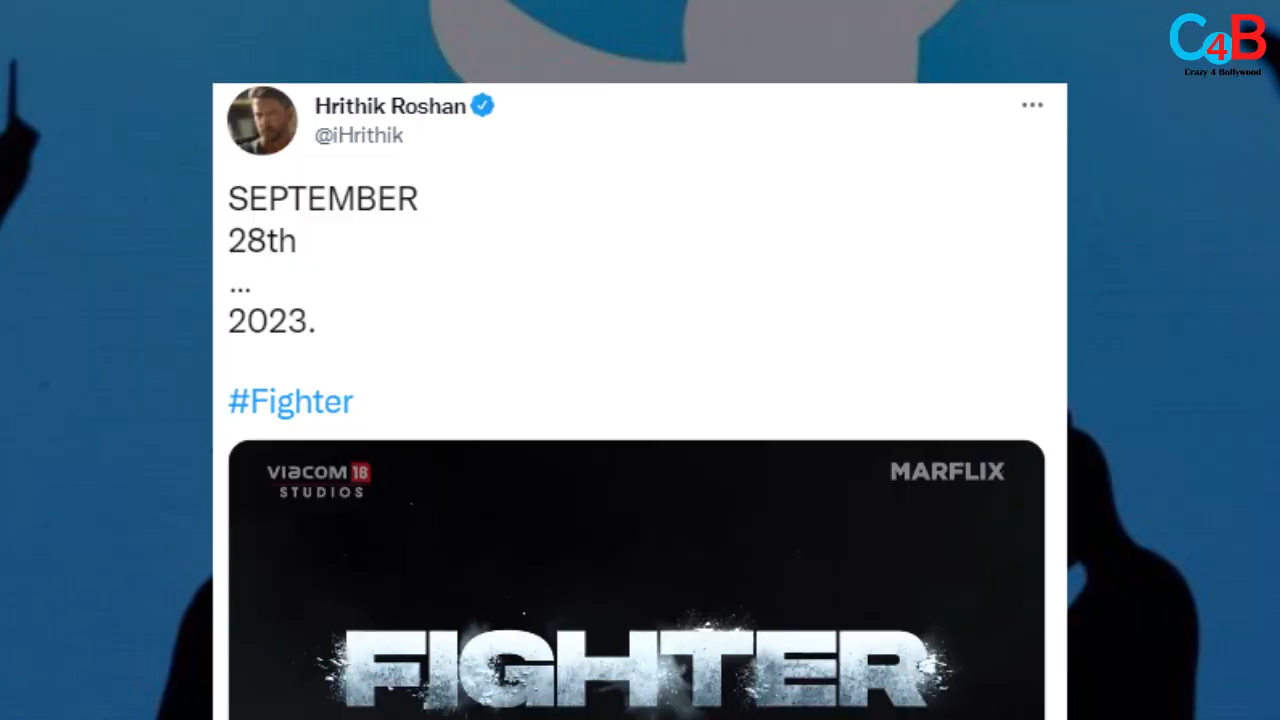 C4B
Crazy 4 Bollywood
Hrithik Roshan
@iHrithik
SEPTEMBER
28th
...
2023.
#Fighter
VIACOM 18
STUDIOS
MARFLIX
FIGHTER